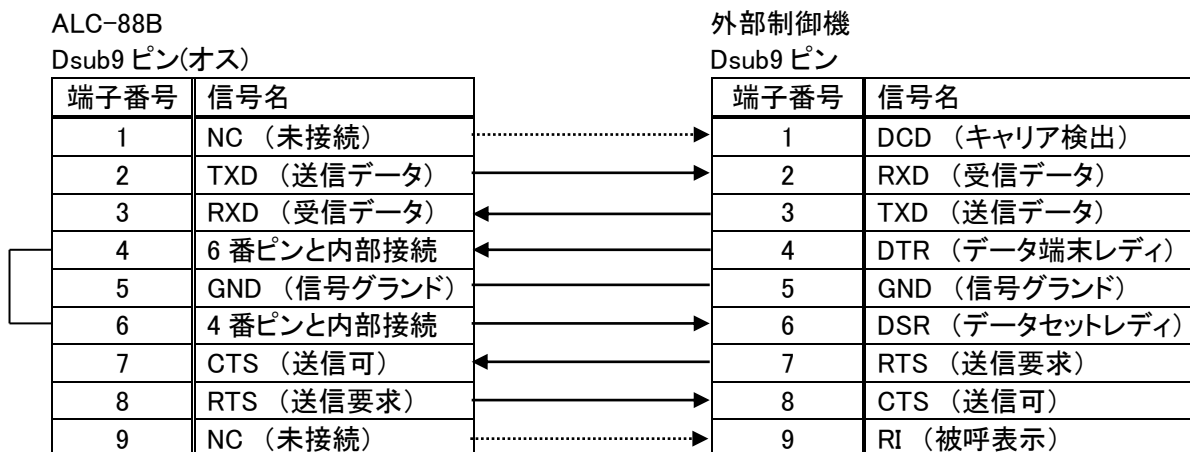 ALC-88B 外部制御機
Dsub9 ピン(オス) Dsub9 ピン
端子番号 信号名 端子番号 信号名
1 NC （未接続） 1 DCD （キャリア検出）
2 TXD （送信データ） 2 RXD （受信データ）
3 RXD （受信データ） 3 TXD （送信データ）
4 6 番ピンと内部接続 4 DTR （データ端末レディ）
5 GND （信号グランド） 5 GND （信号グランド）
6 4 番ピンと内部接続 6 DSR （データセットレディ）
7 CTS （送信可） 7 RTS （送信要求）
8 RTS （送信要求） 8 CTS （送信可）
9 NC （未接続） 9 RI （被呼表示）